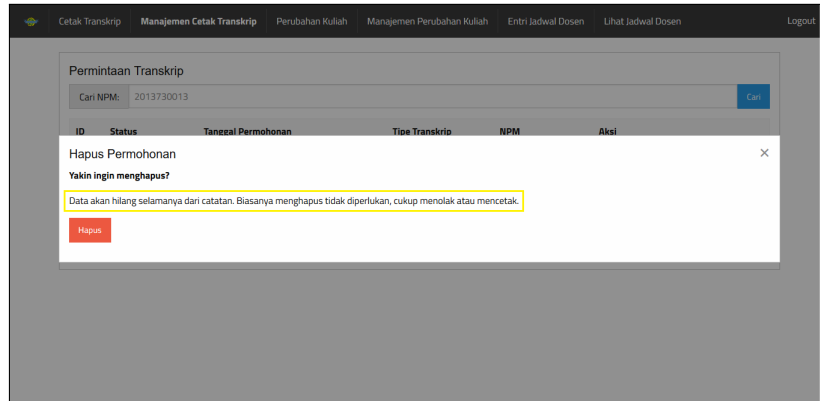 Cetak Transkrip Manajemen Cetak Transkrip Perubahan Kuliah Manajemen Perubahan Kuliah Entri Jadwal Dosen Lihat Jadwal Dosen Logout
Permintaan Transkrip
Cari NPM: 2013730013 Cari
ID Status Tanggal Permohonan Tipe Transkrip NPM Aksi
Hapus Permohonan ×
Yakin ingin menghapus?
Data akan hilang selamanya dari catatan. Biasanya menghapus tidak diperlukan, cukup menolak atau mencetak.
Hapus